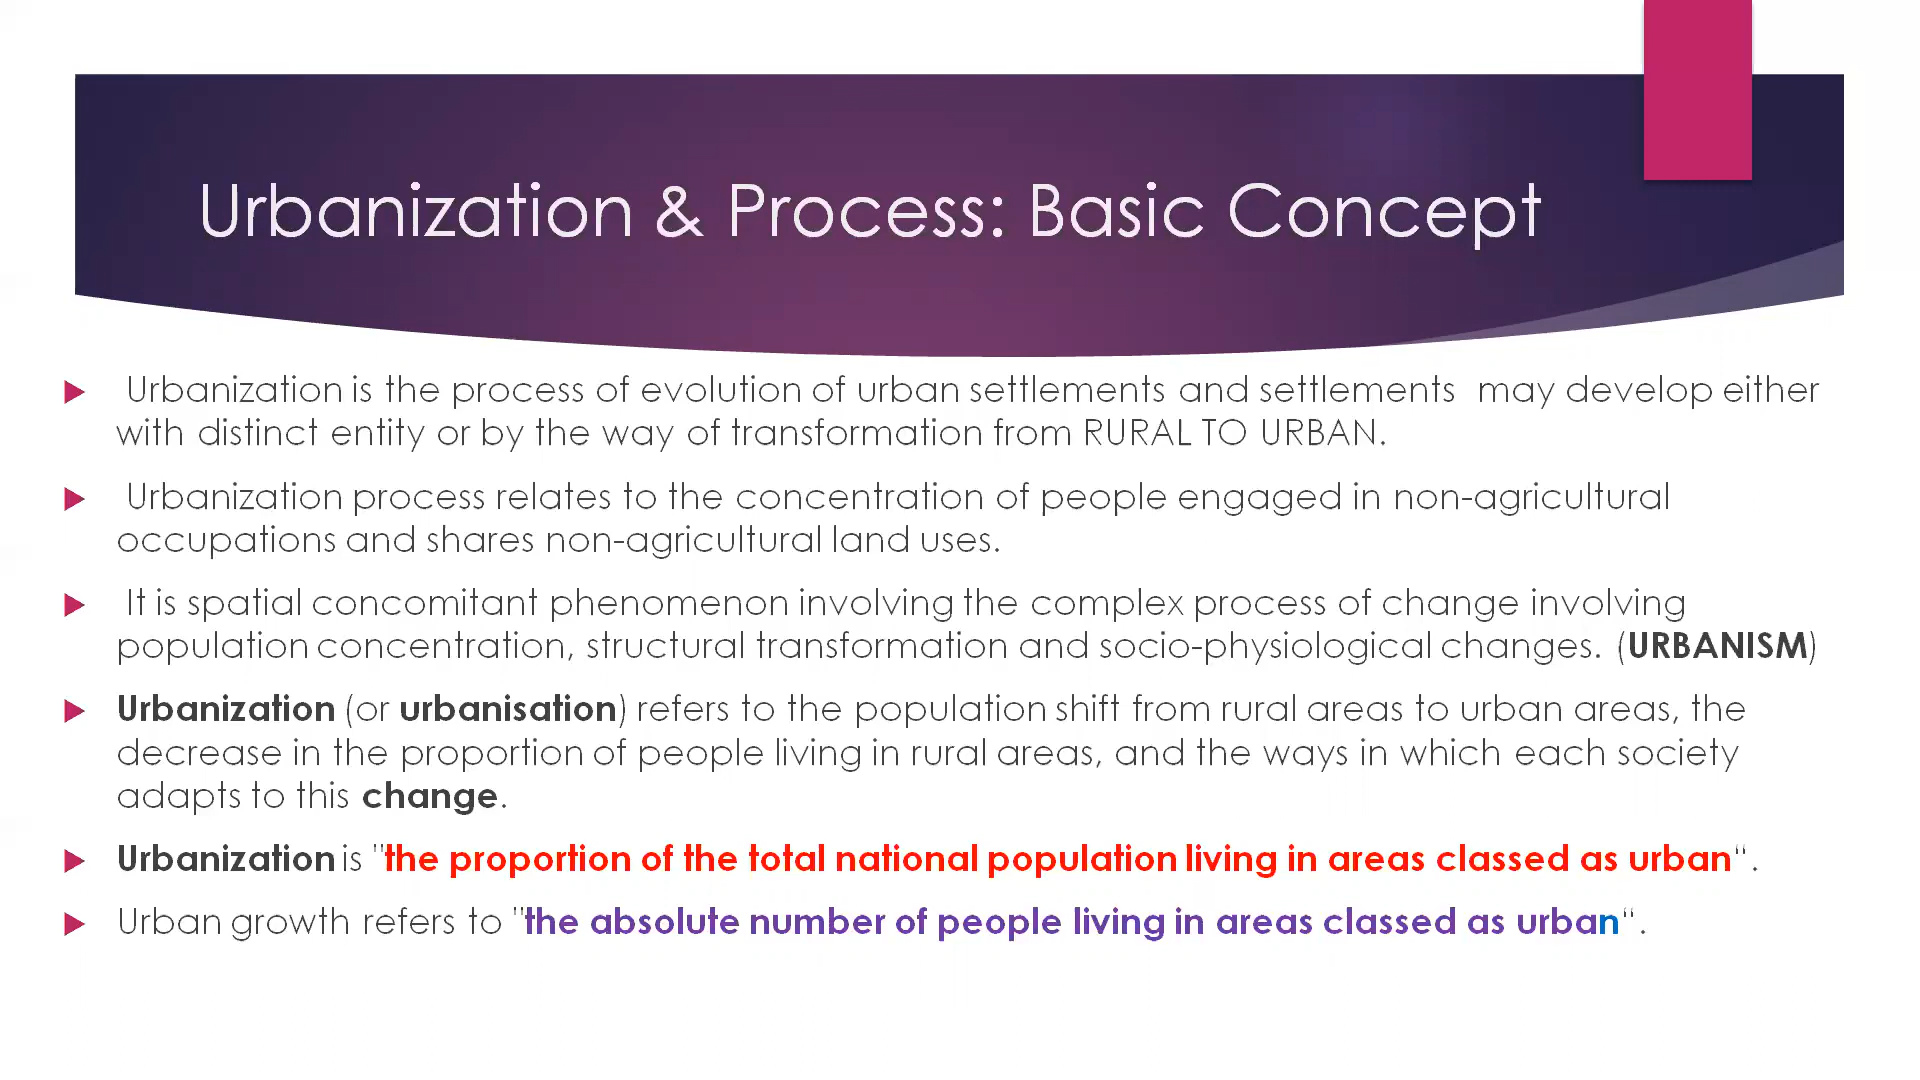 Urbanization & Process: Basic Concept
Urbanization is the process of evolution of urban settlements and settlements may develop either
with distinct entity or by the way of transformation from RURAL TO URBAN.
Urbanization process relates to the concentration of people engaged in non-agricultural
occupations and shares non-agricultural land uses.
It is spatial concomitant phenomenon involving the complex process of change involving
population concentration, structural transformation and socio-physiological changes. (URBANISM)
Urbanization (or urbanisation) refers to the population shift from rural areas to urban areas, the
decrease in the proportion of people living in rural areas, and the ways in which each society
adapts to this change.
Urbanization is "the proportion of the total national population living in areas classed as urban“.
Urban growth refers to "the absolute number of people living in areas classed as urban“.